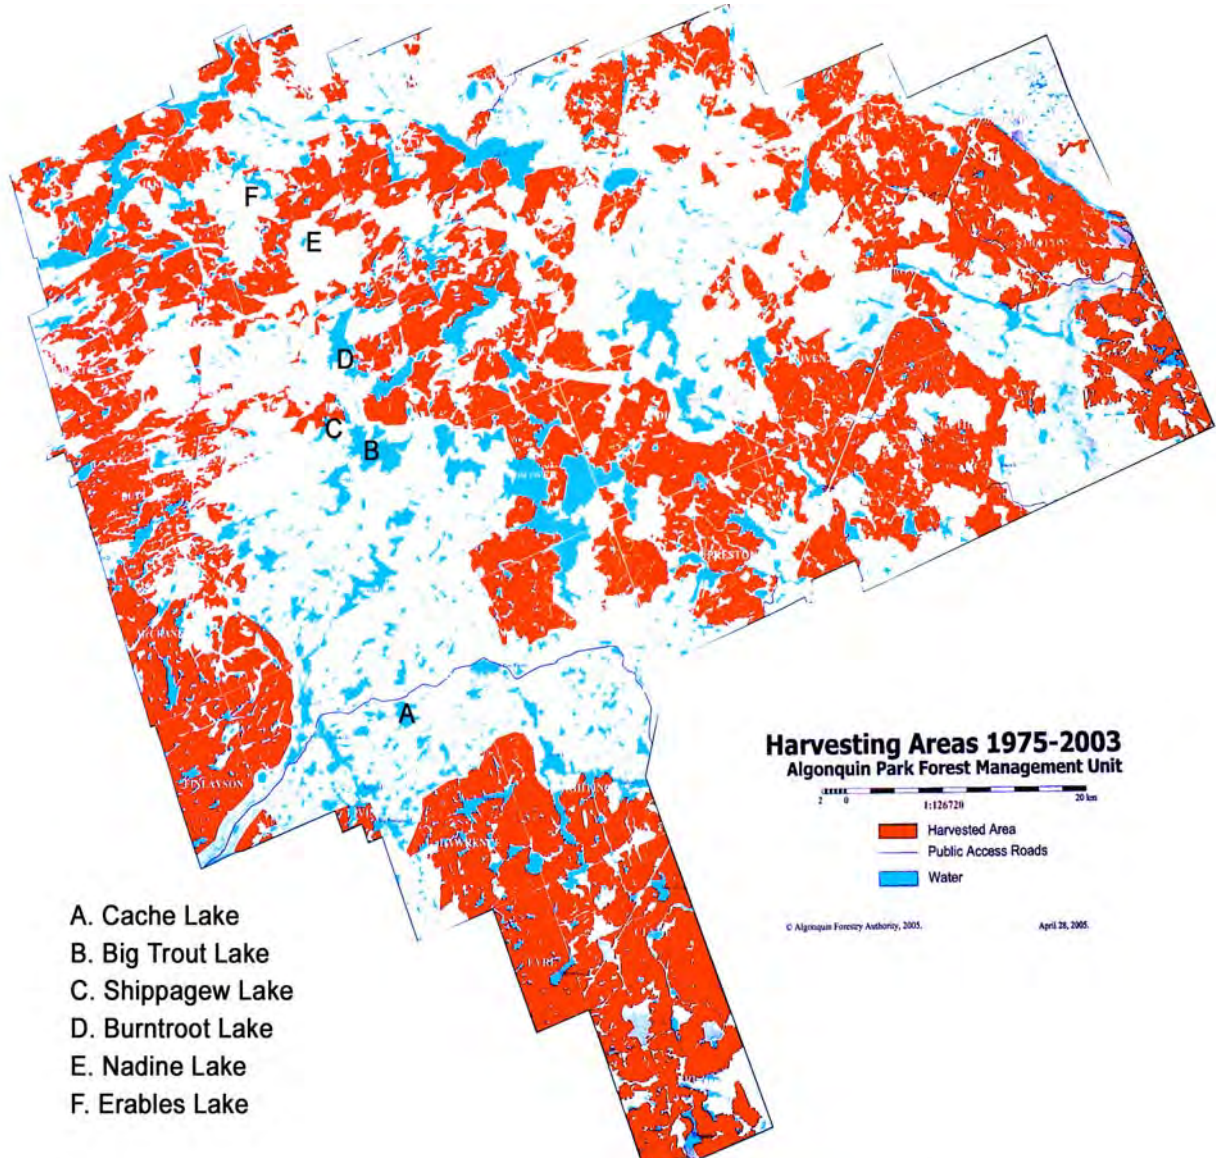 F
E
D
C
B
PRESTON
A
FINLAYSON
Harvesting Areas 1975-2003
Algonquin Park Forest Management Unit
2 0 20 km
1:126720
Harvested Area
Public Access Roads
Water
© Algonquin Forestry Authority, 2005. April 28, 2005.
A. Cache Lake
B. Big Trout Lake
C. Shippagew Lake
D. Burntroot Lake
E. Nadine Lake
F. Erables Lake